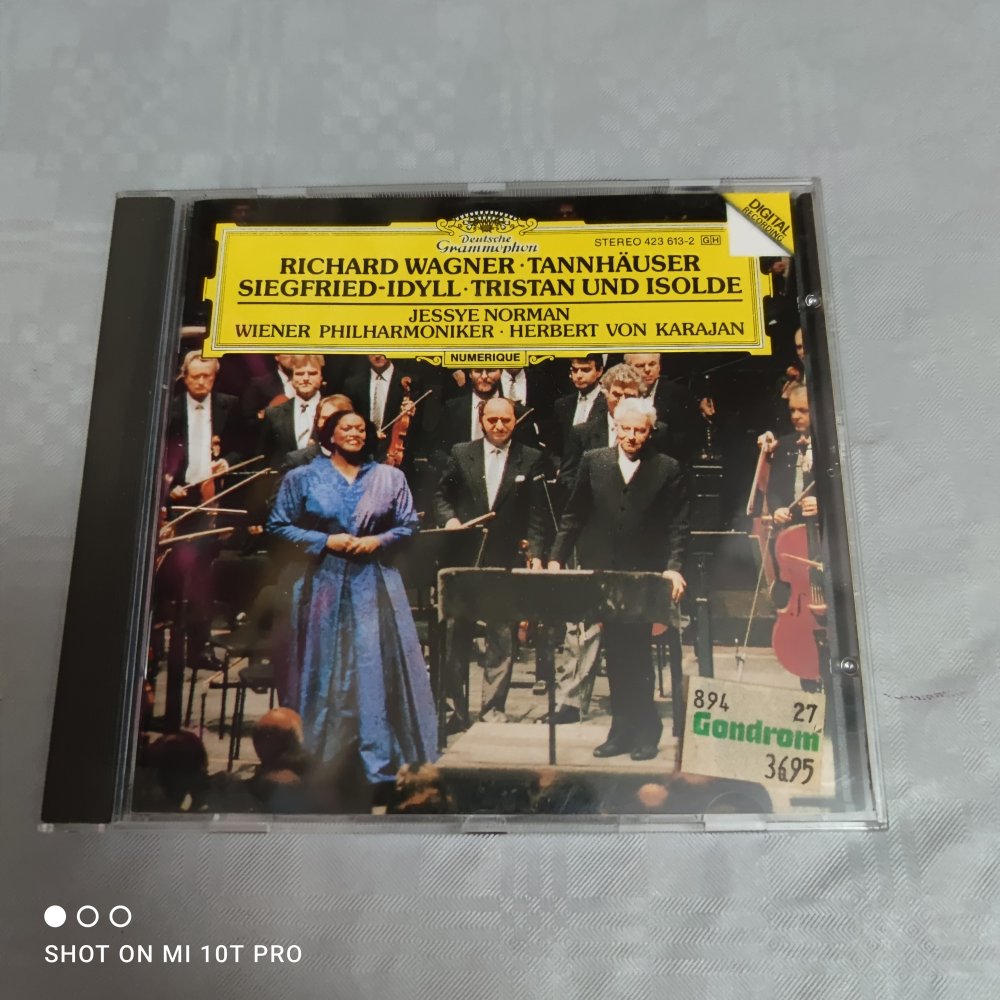 DIGITAL
RECORDING
Deutsche
Grammophon
STEREO 423 613-2 GH
RICHARD WAGNER · TANNHÄUSER
SIEGFRIED-IDYLL · TRISTAN UND ISOLDE
JESSYE NORMAN
WIENER PHILHARMONIKER · HERBERT VON KARAJAN
NUMERIQUE
894 27
Gondrom
3695
SHOT ON MI 10T PRO